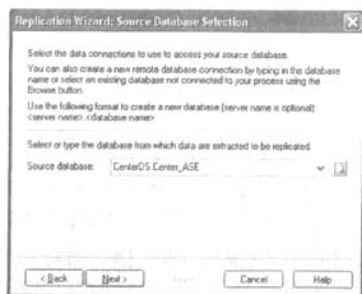 Replication Wizard: Source Database Selection
Select the data connections to use to access your source database.
You can also create a new remote database connection by typing in the database
name or select an existing database not connected to your process using the
Browse button.
Use the following format to create a new database (server name is optional):
<server name>.<database name>
Select or type the database from which data are extracted to be replicated.
Source database: CenterDS.Center_ASE
< Back Next > Cancel Help